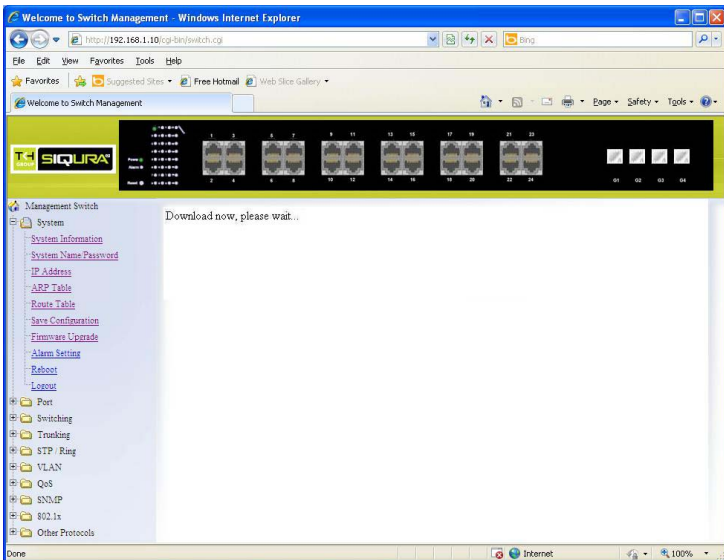 Welcome to Switch Management - Windows Internet Explorer
http://192.168.1.10/cgi-bin/switch.cgi
Bing
File Edit View Favorites Tools Help
Favorites Suggested Sites Free Hotmail Web Slice Gallery
Welcome to Switch Management
Page Safety Tools
TKH GROUP SIQURA
Power
Alarm
Reset
1 3 5 7 9 11 13 15 17 19 21 23
2 4 6 8 10 12 14 16 18 20 22 24
G1 G2 G3 G4
Management Switch
System
System Information
System Name/Password
IP Address
ARP Table
Route Table
Save Configuration
Firmware Upgrade
Alarm Setting
Reboot
Logout
Port
Switching
Trunking
STP / Ring
VLAN
QoS
SNMP
802.1x
Other Protocols
Download now, please wait...
Done
Internet
100%